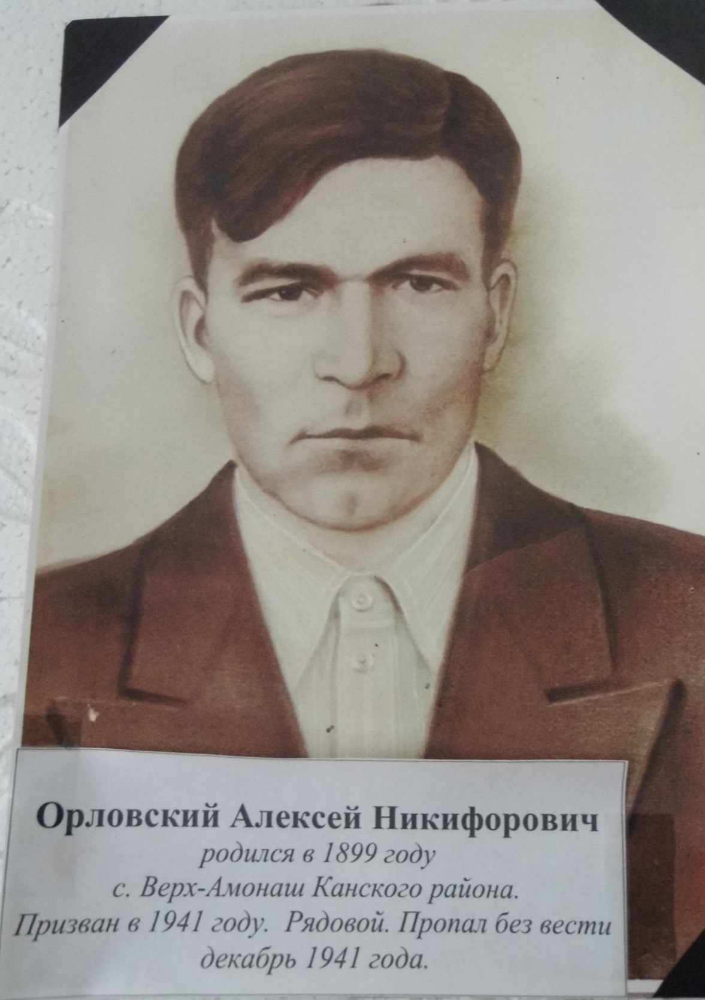 Орловский Алексей Никифорович
родился в 1899 году
с. Верх-Амонаш Канского района.
Призван в 1941 году. Рядовой. Пропал без вести
декабрь 1941 года.